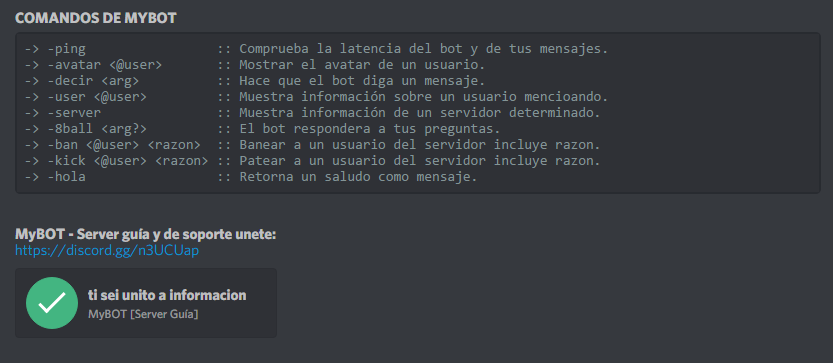 COMANDOS DE MYBOT
-> -ping :: Comprueba la latencia del bot y de tus mensajes.
-> -avatar <@user> :: Mostrar el avatar de un usuario.
-> -decir <arg> :: Hace que el bot diga un mensaje.
-> -user <@user> :: Muestra información sobre un usuario mencioando.
-> -server :: Muestra información de un servidor determinado.
-> -8ball <arg?> :: El bot respondera a tus preguntas.
-> -ban <@user> <razon> :: Banear a un usuario del servidor incluye razon.
-> -kick <@user> <razon> :: Patear a un usuario del servidor incluye razon.
-> -hola :: Retorna un saludo como mensaje.
MyBOT - Server guía y de soporte unete:
https://discord.gg/n3UCUap
ti sei unito a informacion
MyBOT [Server Guía]